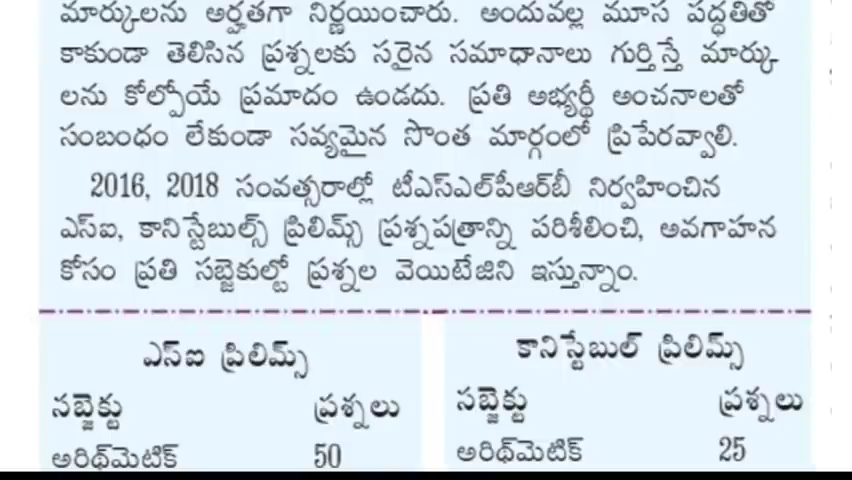 మార్కులను అర్హతగా నిర్ణయించారు. అందువల్ల మూస పద్ధతితో
కాకుండా తెలిసిన ప్రశ్నలకు సరైన సమాధానాలు గుర్తిస్తే మార్కు
లను కోల్పోయే ప్రమాదం ఉండదు. ప్రతి అభ్యర్థీ అంచనాలతో
సంబంధం లేకుండా సవ్యమైన సొంత మార్గంలో ప్రిపేరవ్వాలి.
2016, 2018 సంవత్సరాల్లో టీఎస్ఎల్‌పీఆర్‌బీ నిర్వహించిన
ఎస్ఐ, కానిస్టేబుల్స్ ప్రిలిమ్స్ ప్రశ్నపత్రాన్ని పరిశీలించి, అవగాహన
కోసం ప్రతి సబ్జెకుల్లో ప్రశ్నల వెయిటేజిని ఇస్తున్నాం.
ఎస్ఐ ప్రిలిమ్స్
సబ్జెక్టు ప్రశ్నలు
అరిథ్‌మెటిక్ 50
కానిస్టేబుల్ ప్రిలిమ్స్
సబ్జెక్టు ప్రశ్నలు
అరిథ్‌మెటిక్ 25